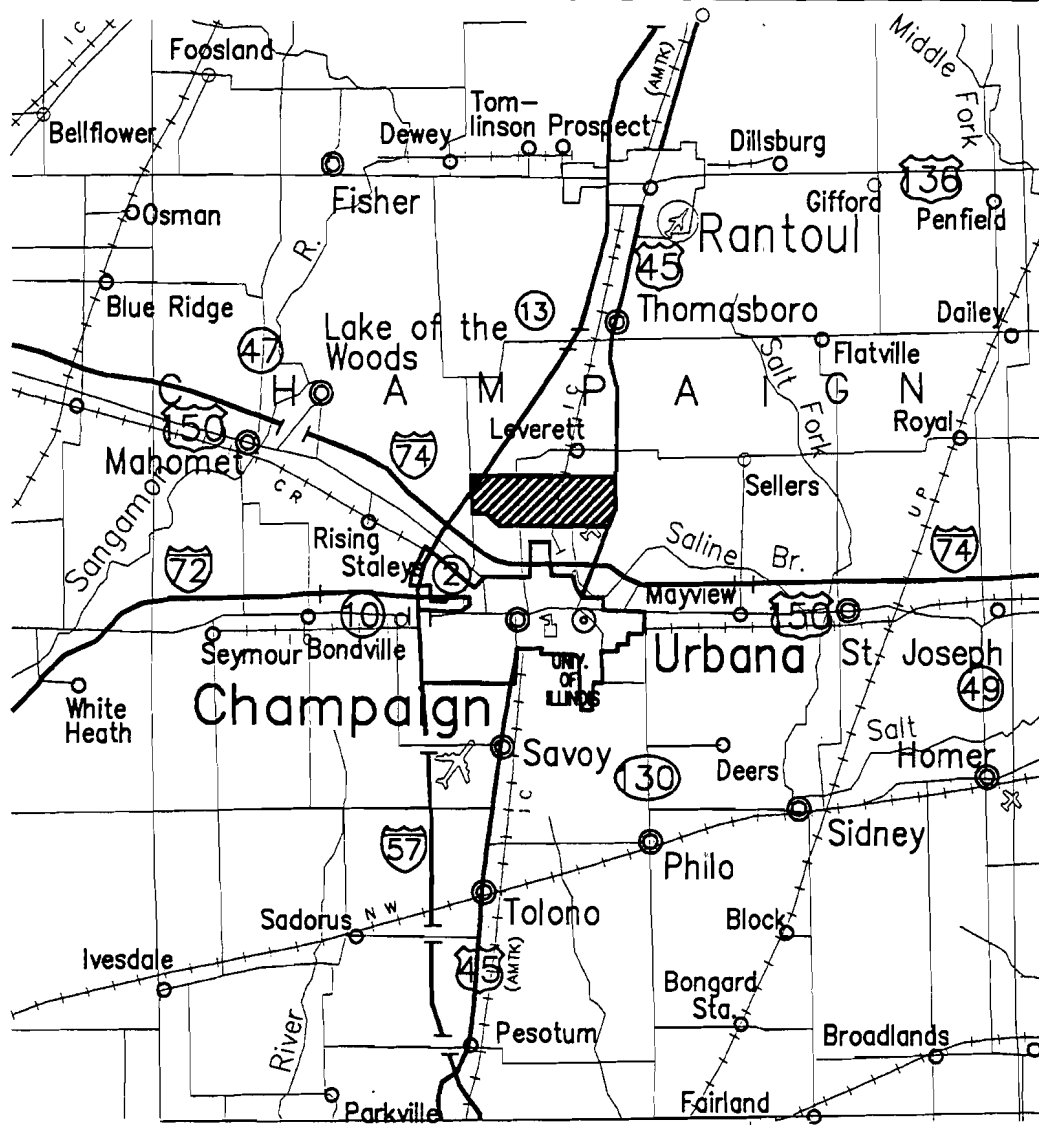 I C
Foosland
(AMTK)
Middle
Fork
Bellflower
Dewey
Tom-
linson
Prospect
Dillsburg
Fisher
Gifford
136
Penfield
Osman
R.
Rantoul
45
Blue Ridge
13
Thomasboro
Dailey
47
Lake of the
Woods
Salt
Fork
Flatville
C H A M P A I G N
I C
150
Leverett
Royal
Mahomet
74
C R
Sellers
Sangamon
Rising
U P
72
Staleys
2
Saline Br.
74
Mayview
150
10
Seymour
Bondville
Urbana
St. Joseph
UNIV.
OF
ILLINOIS
49
White
Heath
Champaign
Salt
Savoy
Deers
Homer
130
I C
Sidney
57
Philo
Sadorus
N W
Tolono
Block
Ivesdale
45
(AMTK)
Bongard
Sta.
River
Pesotum
Broadlands
Parkville
Fairland